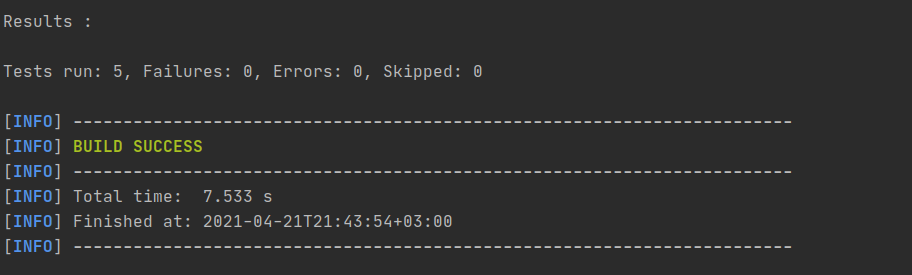 Results :
Tests run: 5, Failures: 0, Errors: 0, Skipped: 0
[INFO] ------------------------------------------------------------------------
[INFO] BUILD SUCCESS
[INFO] ------------------------------------------------------------------------
[INFO] Total time:  7.533 s
[INFO] Finished at: 2021-04-21T21:43:54+03:00
[INFO] ------------------------------------------------------------------------